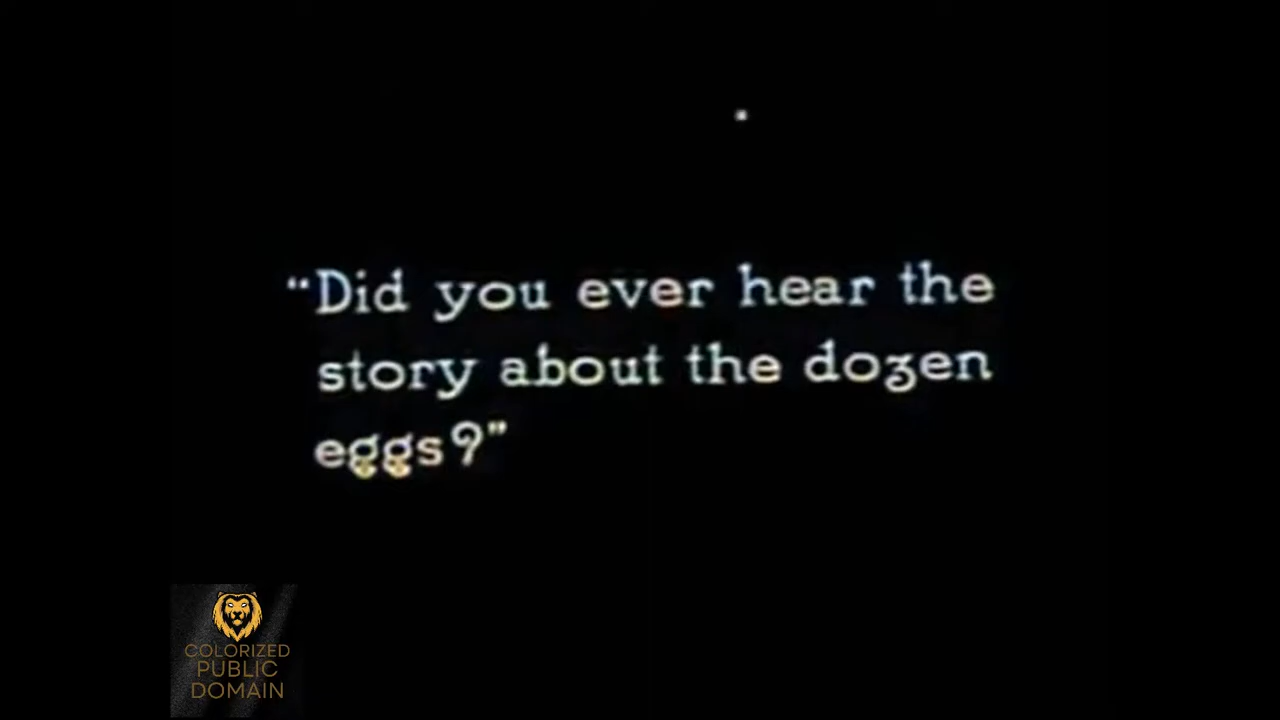 “Did you ever hear the
story about the dozen
eggs?”
COLORIZED
PUBLIC
DOMAIN